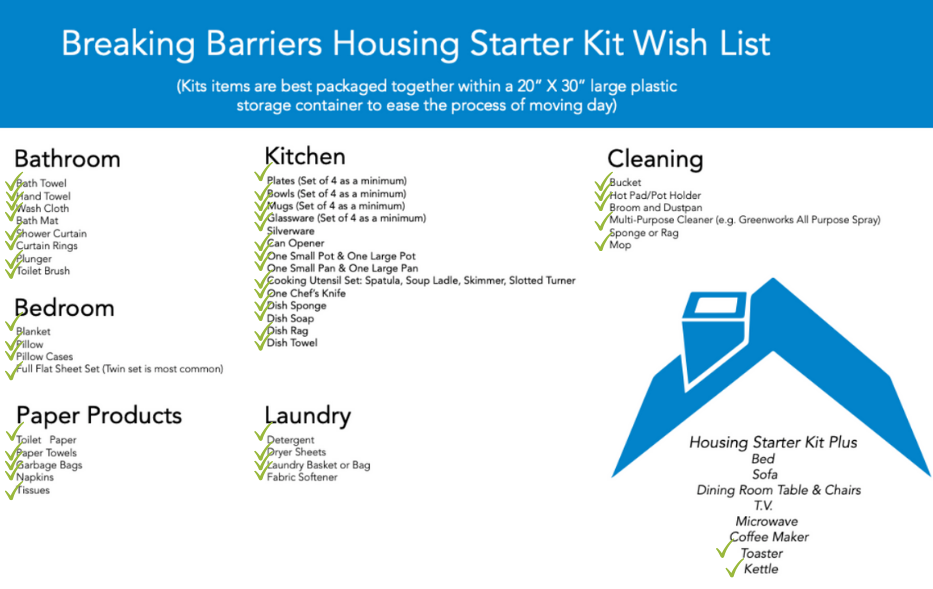 Breaking Barriers Housing Starter Kit Wish List
(Kits items are best packaged together within a 20” X 30” large plastic
storage container to ease the process of moving day)
Bathroom
Bath Towel
Hand Towel
Wash Cloth
Bath Mat
Shower Curtain
Curtain Rings
Plunger
Toilet Brush
Bedroom
Blanket
Pillow
Pillow Cases
Full Flat Sheet Set (Twin set is most common)
Paper Products
Toilet Paper
Paper Towels
Garbage Bags
Napkins
Tissues
Kitchen
Plates (Set of 4 as a minimum)
Bowls (Set of 4 as a minimum)
Mugs (Set of 4 as a minimum)
Glassware (Set of 4 as a minimum)
Silverware
Can Opener
One Small Pot & One Large Pot
One Small Pan & One Large Pan
Cooking Utensil Set: Spatula, Soup Ladle, Skimmer, Slotted Turner
One Chef’s Knife
Dish Sponge
Dish Soap
Dish Rag
Dish Towel
Laundry
Detergent
Dryer Sheets
Laundry Basket or Bag
Fabric Softener
Cleaning
Bucket
Hot Pad/Pot Holder
Broom and Dustpan
Multi-Purpose Cleaner (e.g. Greenworks All Purpose Spray)
Sponge or Rag
Mop
Housing Starter Kit Plus
Bed
Sofa
Dining Room Table & Chairs
T.V.
Microwave
Coffee Maker
Toaster
Kettle